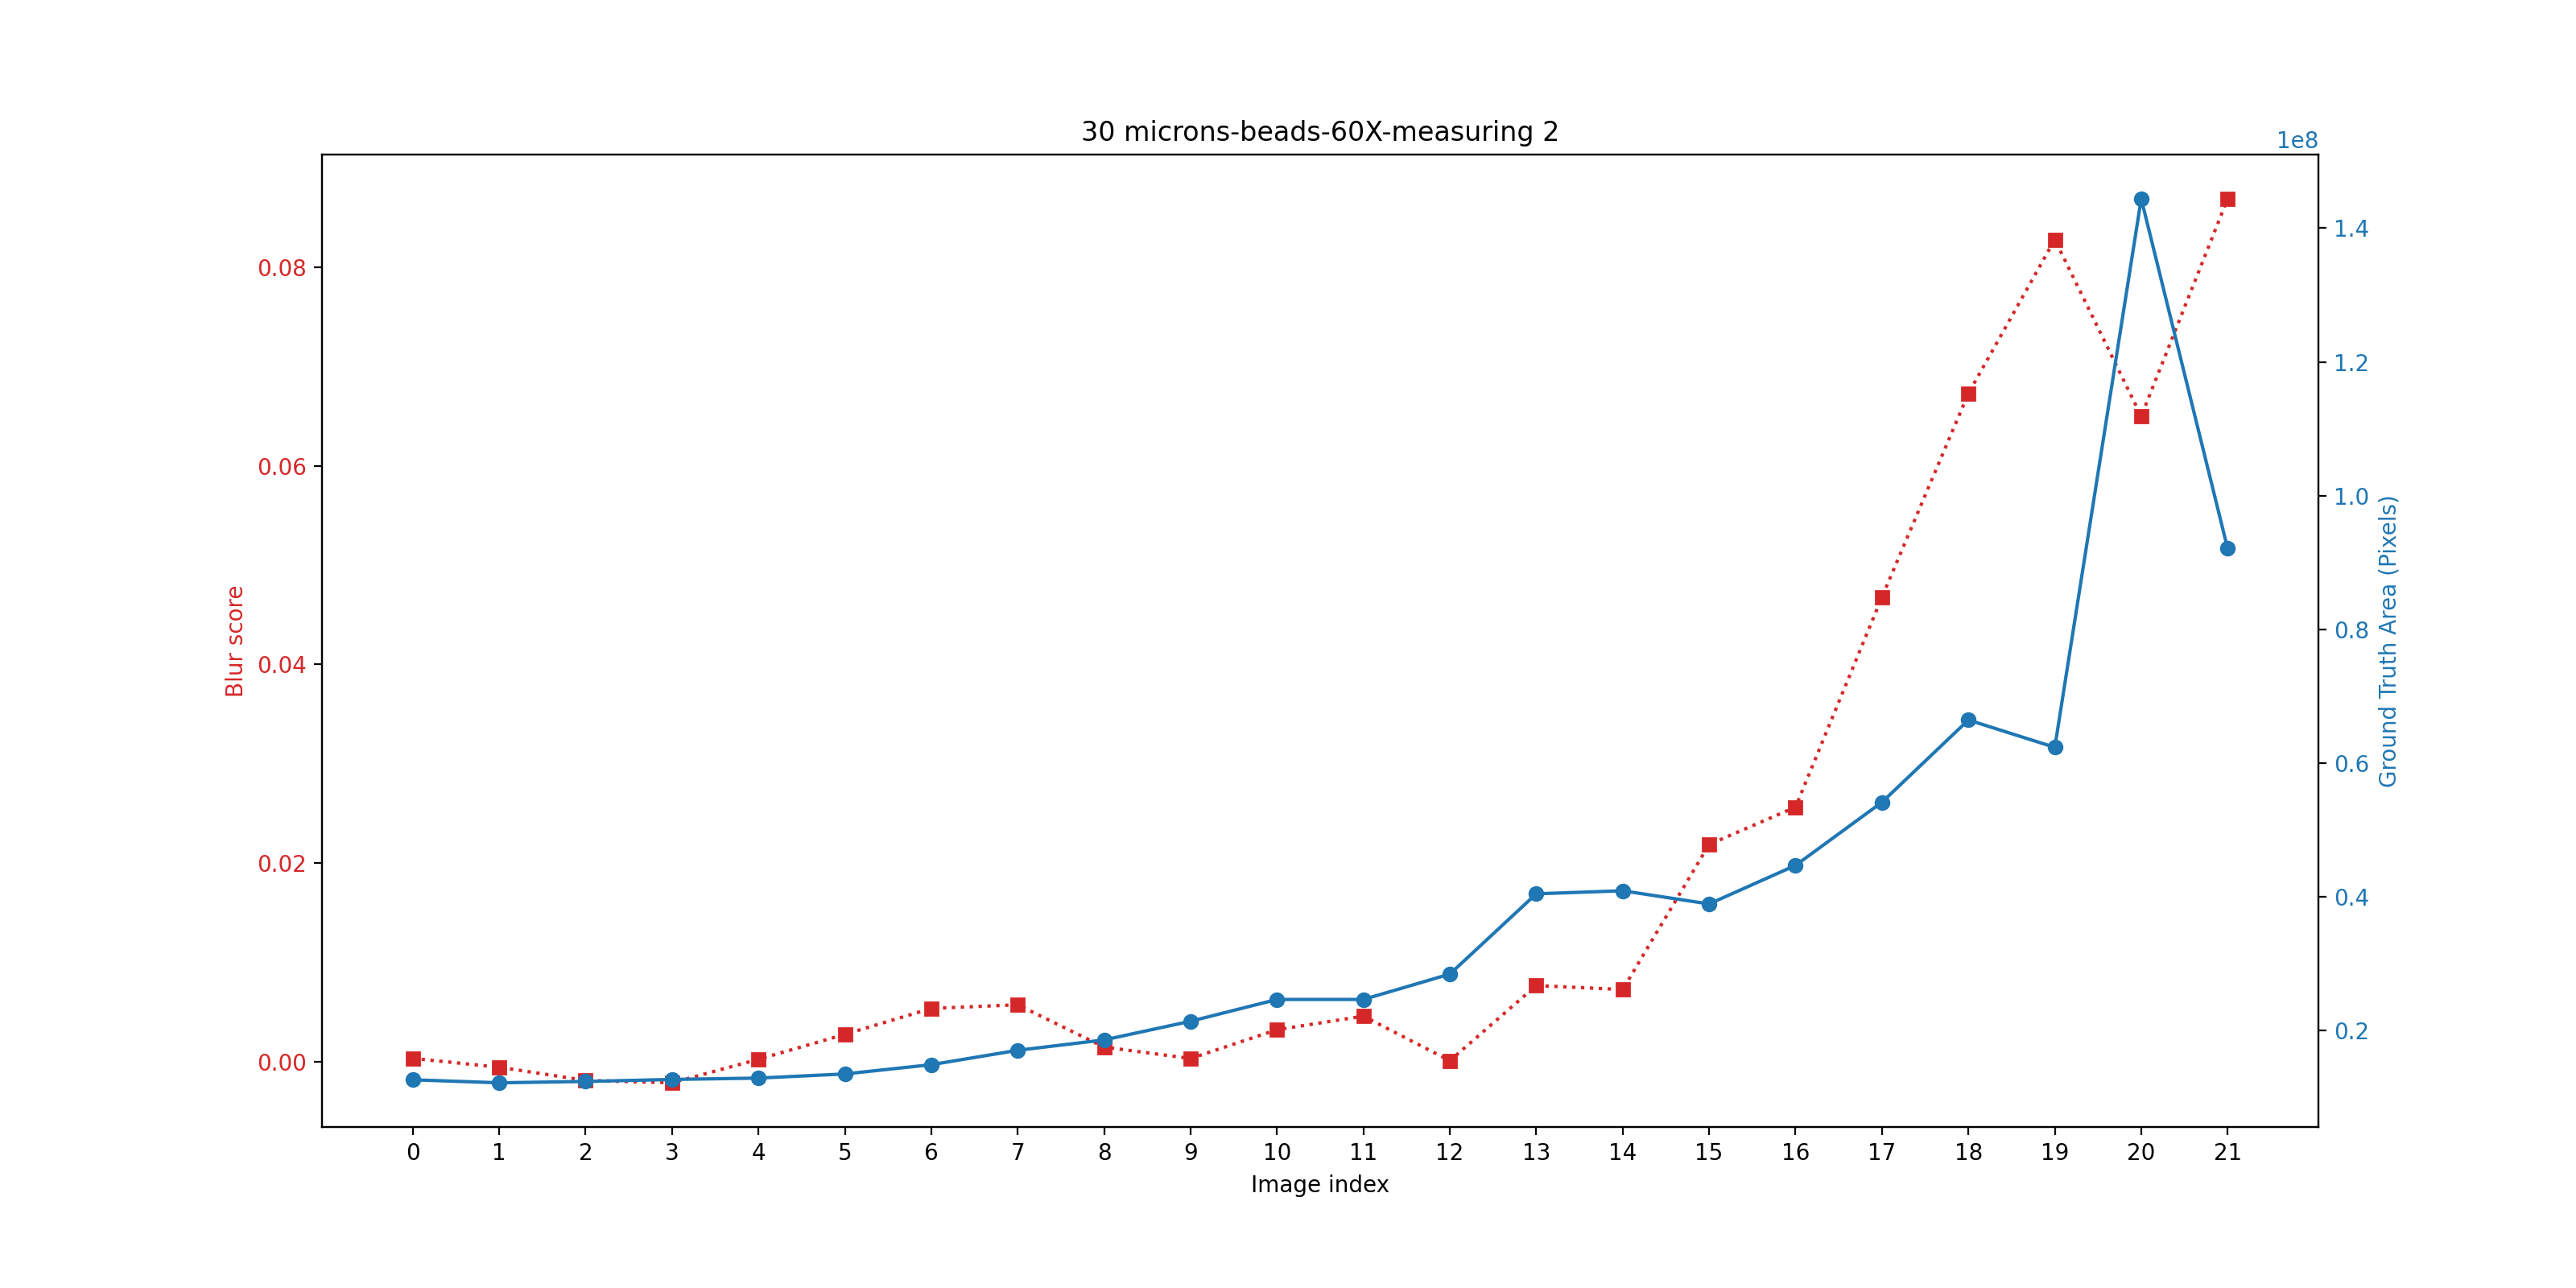 30 microns-beads-60X-measuring 2
1e8
0.08
0.06
0.04
0.02
0.00
Blur score
1.4
1.2
1.0
0.8
0.6
0.4
0.2
Ground Truth Area (Pixels)
0 1 2 3 4 5 6 7 8 9 10 11 12 13 14 15 16 17 18 19 20 21
Image index